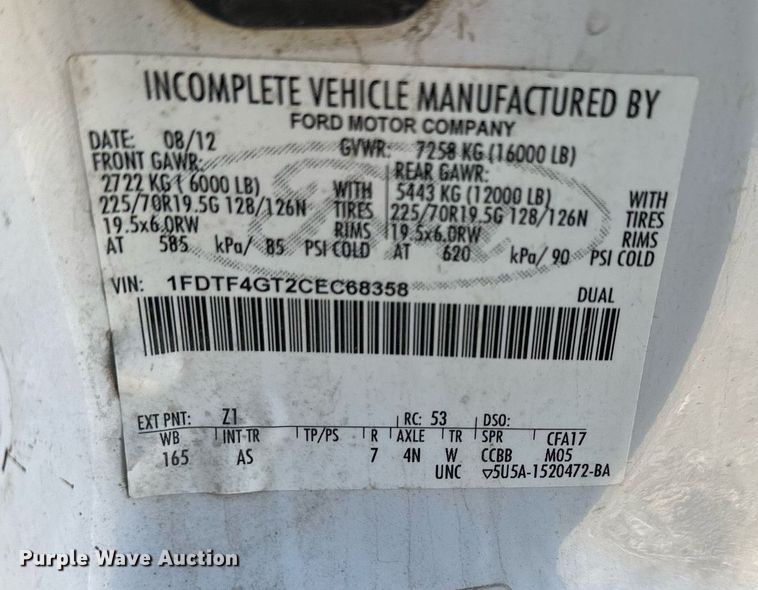 INCOMPLETE VEHICLE MANUFACTURED BY
FORD MOTOR COMPANY
DATE: 08/12 GVWR: 7258 KG (16000 LB)
FRONT GAWR: REAR GAWR:
2722 KG ( 6000 LB) WITH 5443 KG (12000 LB) WITH
225/70R19.5G 128/126N TIRES 225/70R19.5G 128/126N TIRES
19.5x6.0RW RIMS 19.5x6.0RW RIMS
AT 585 kPa/ 85 PSI COLD AT 620 kPa/ 90 PSI COLD
VIN: 1FDTF4GT2CEC68358 DUAL
EXT PNT: Z1 RC: 53 DSO:
WB INT TR TP/PS R AXLE TR SPR CFA17
165 AS 7 4N W CCBB M05
UNC ▽5U5A-1520472-BA
Purple Wave Auction